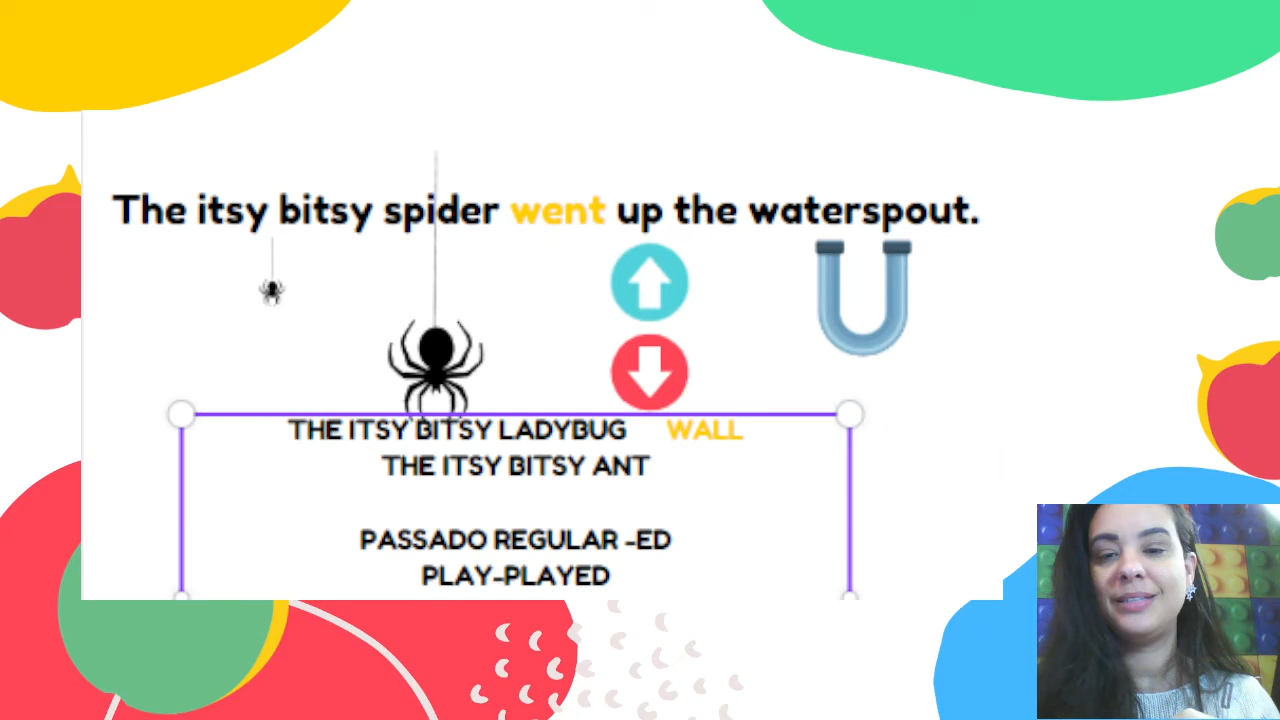 The itsy bitsy spider went up the waterspout.
THE ITSY BITSY LADYBUG WALL
THE ITSY BITSY ANT
PASSADO REGULAR -ED
PLAY-PLAYED